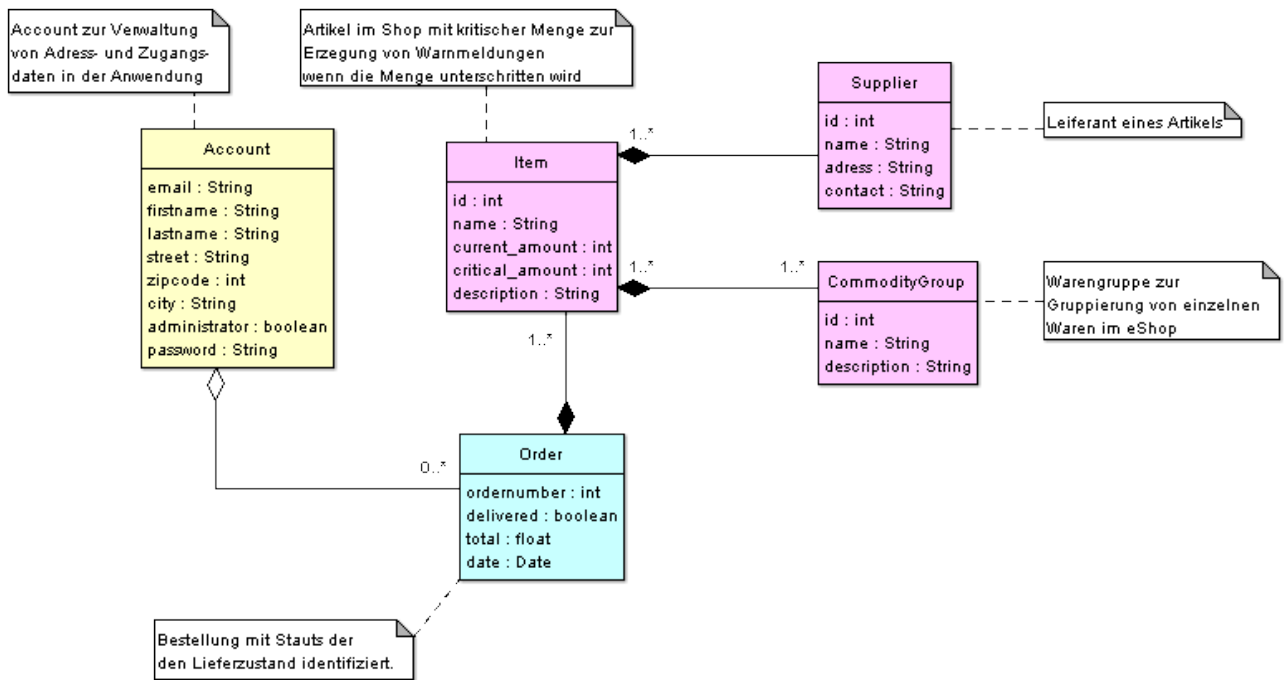 Account zur Verwaltung
von Adress- und Zugangs-
daten in der Anwendung
Artikel im Shop mit kritischer Menge zur
Erzegung von Warnmeldungen
wenn die Menge unterschritten wird
Supplier
id : int
name : String
adress : String
contact : String
Leiferant eines Artikels
Account
email : String
firstname : String
lastname : String
street : String
zipcode : int
city : String
administrator : boolean
password : String
Item
id : int
name : String
current_amount : int
critical_amount : int
description : String
1..*
1..*
1..*
CommodityGroup
id : int
name : String
description : String
Warengruppe zur
Gruppierung von einzelnen
Waren im eShop
1..*
0..*
Order
ordernumber : int
delivered : boolean
total : float
date : Date
Bestellung mit Stauts der
den Lieferzustand identifiziert.